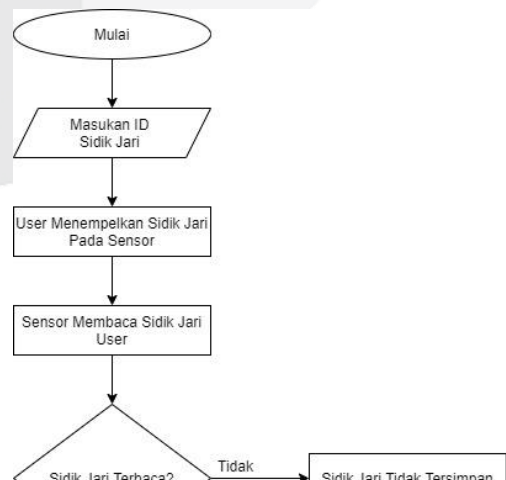 Mulai
Masukan ID
Sidik Jari
User Menempelkan Sidik Jari
Pada Sensor
Sensor Membaca Sidik Jari
User
Sidik Jari Terbaca?
Tidak
Sidik Jari Tidak Tersimpan